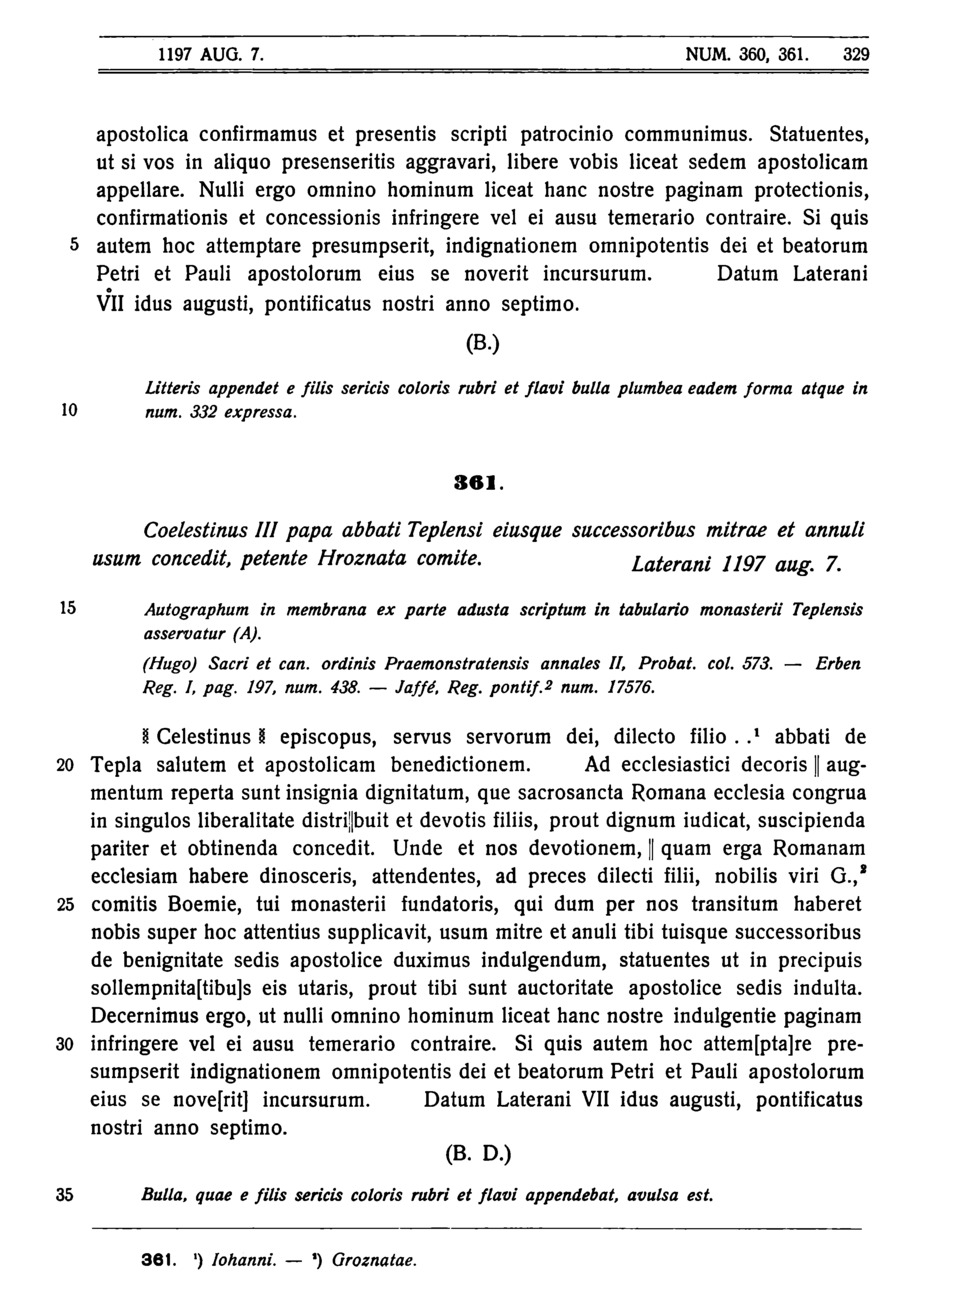 1197 AUG. 7. NUM. 360, 361. 329
apostolica confirmamus et presentis scripti patrocinio communimus. Statuentes,
ut si vos in aliquo presenseritis aggravari, libere vobis liceat sedem apostolicam
appellare. Nulli ergo omnino hominum liceat hanc nostre paginam protectionis,
confirmationis et concessionis infringere vel ei ausu temerario contraire. Si quis
5 autem hoc attemptare presumpserit, indignationem omnipotentis dei et beatorum
Petri et Pauli apostolorum eius se noverit incursurum. Datum Laterani
V̊II idus augusti, pontificatus nostri anno septimo.
(B.)
Litteris appendet e filis sericis coloris rubri et flavi bulla plumbea eadem forma atque in
10 num. 332 expressa.
361.
Coelestinus III papa abbati Teplensi eiusque successoribus mitrae et annuli
usum concedit, petente Hroznata comite. Laterani 1197 aug. 7.
15 Autographum in membrana ex parte adusta scriptum in tabulario monasterii Teplensis
asservatur (A).
(Hugo) Sacri et can. ordinis Praemonstratensis annales II, Probat. col. 573. — Erben
Reg. I, pag. 197, num. 438. — Jaffé, Reg. pontif.² num. 17576.
⁑ Celestinus ⁑ episcopus, servus servorum dei, dilecto filio . .¹ abbati de
20 Tepla salutem et apostolicam benedictionem. Ad ecclesiastici decoris || aug-
mentum reperta sunt insignia dignitatum, que sacrosancta Romana ecclesia congrua
in singulos liberalitate distri||buit et devotis filiis, prout dignum iudicat, suscipienda
pariter et obtinenda concedit. Unde et nos devotionem, || quam erga Romanam
ecclesiam habere dinosceris, attendentes, ad preces dilecti filii, nobilis viri G.,²
25 comitis Boemie, tui monasterii fundatoris, qui dum per nos transitum haberet
nobis super hoc attentius supplicavit, usum mitre et anuli tibi tuisque successoribus
de benignitate sedis apostolice duximus indulgendum, statuentes ut in precipuis
sollempnita[tibu]s eis utaris, prout tibi sunt auctoritate apostolice sedis indulta.
Decernimus ergo, ut nulli omnino hominum liceat hanc nostre indulgentie paginam
30 infringere vel ei ausu temerario contraire. Si quis autem hoc attem[pta]re pre-
sumpserit indignationem omnipotentis dei et beatorum Petri et Pauli apostolorum
eius se nove[rit] incursurum. Datum Laterani VII idus augusti, pontificatus
nostri anno septimo.
(B. D.)
35 Bulla, quae e filis sericis coloris rubri et flavi appendebat, avulsa est.
361. ¹) Iohanni. — ²) Groznatae.